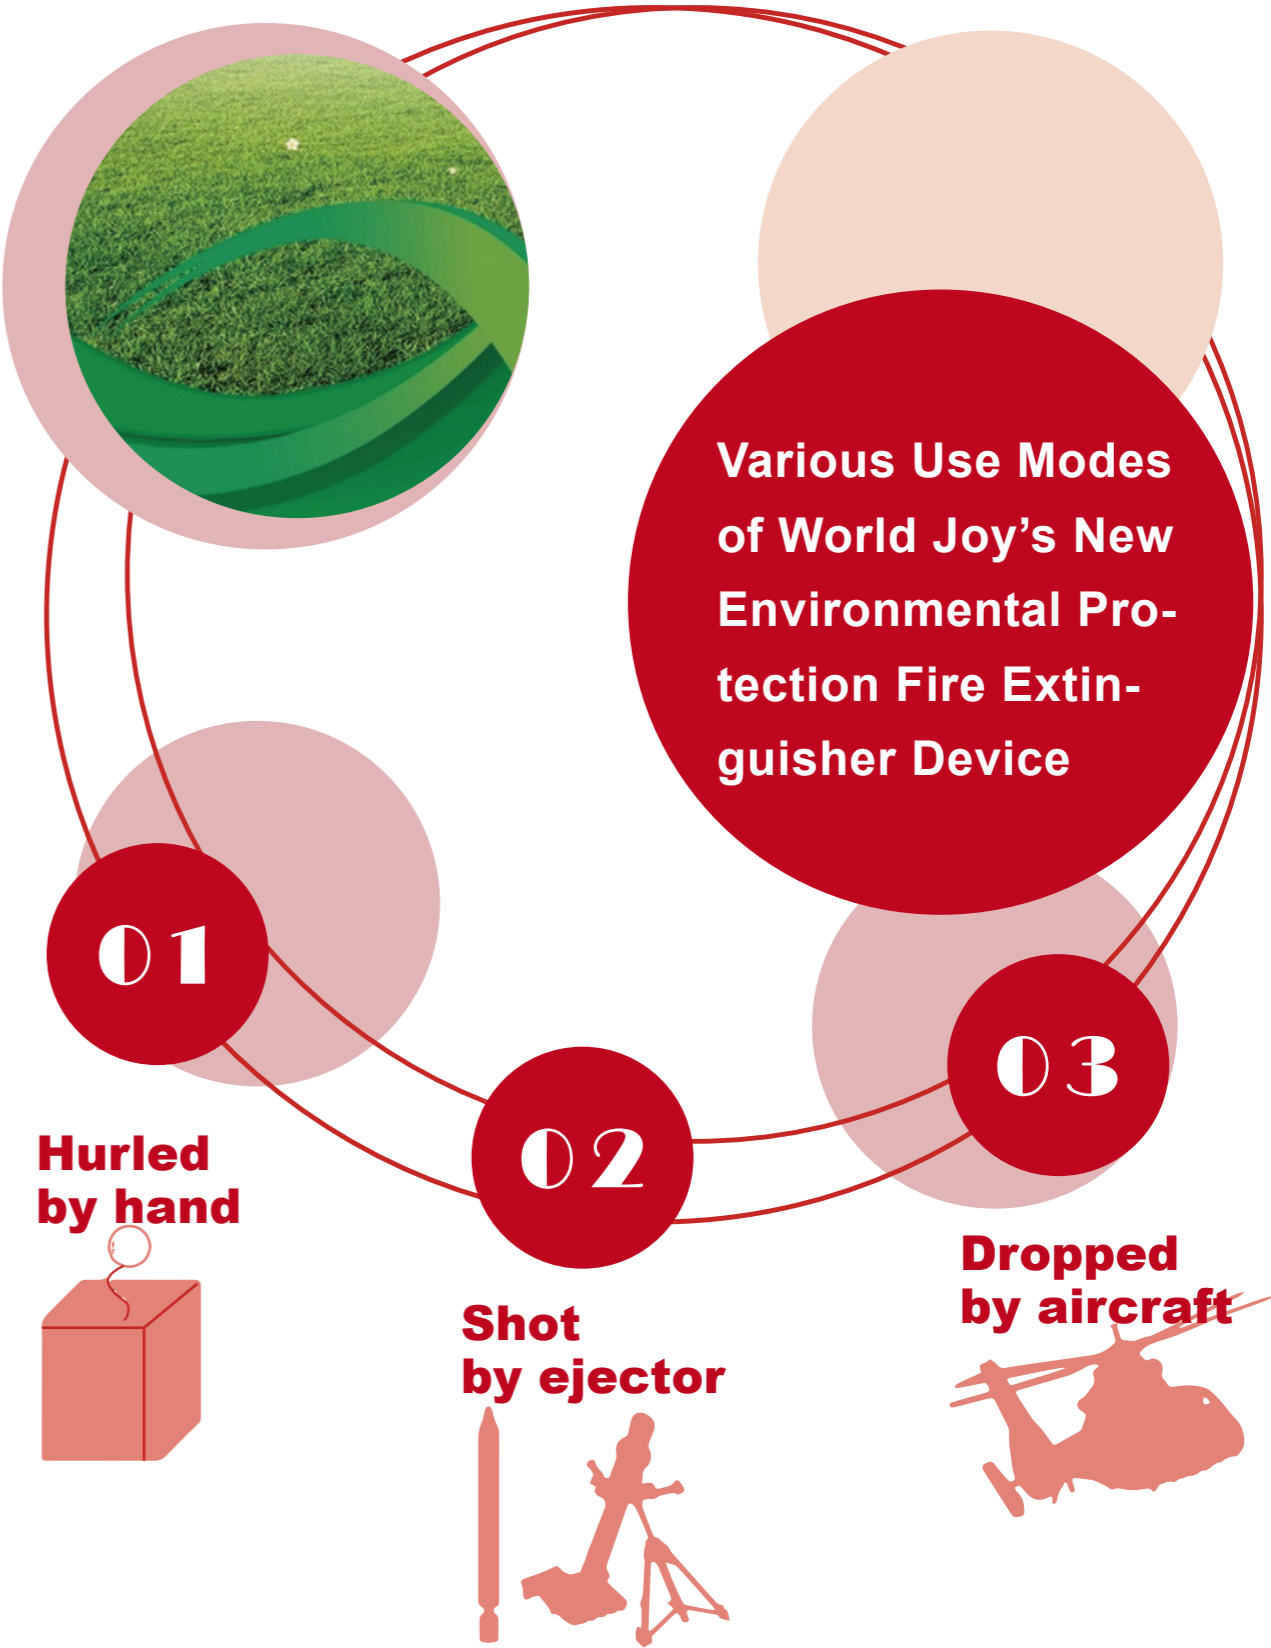 Various Use Modes
of World Joy’s New
Environmental Pro-
tection Fire Extin-
guisher Device
01
Hurled
by hand
02
Shot
by ejector
03
Dropped
by aircraft